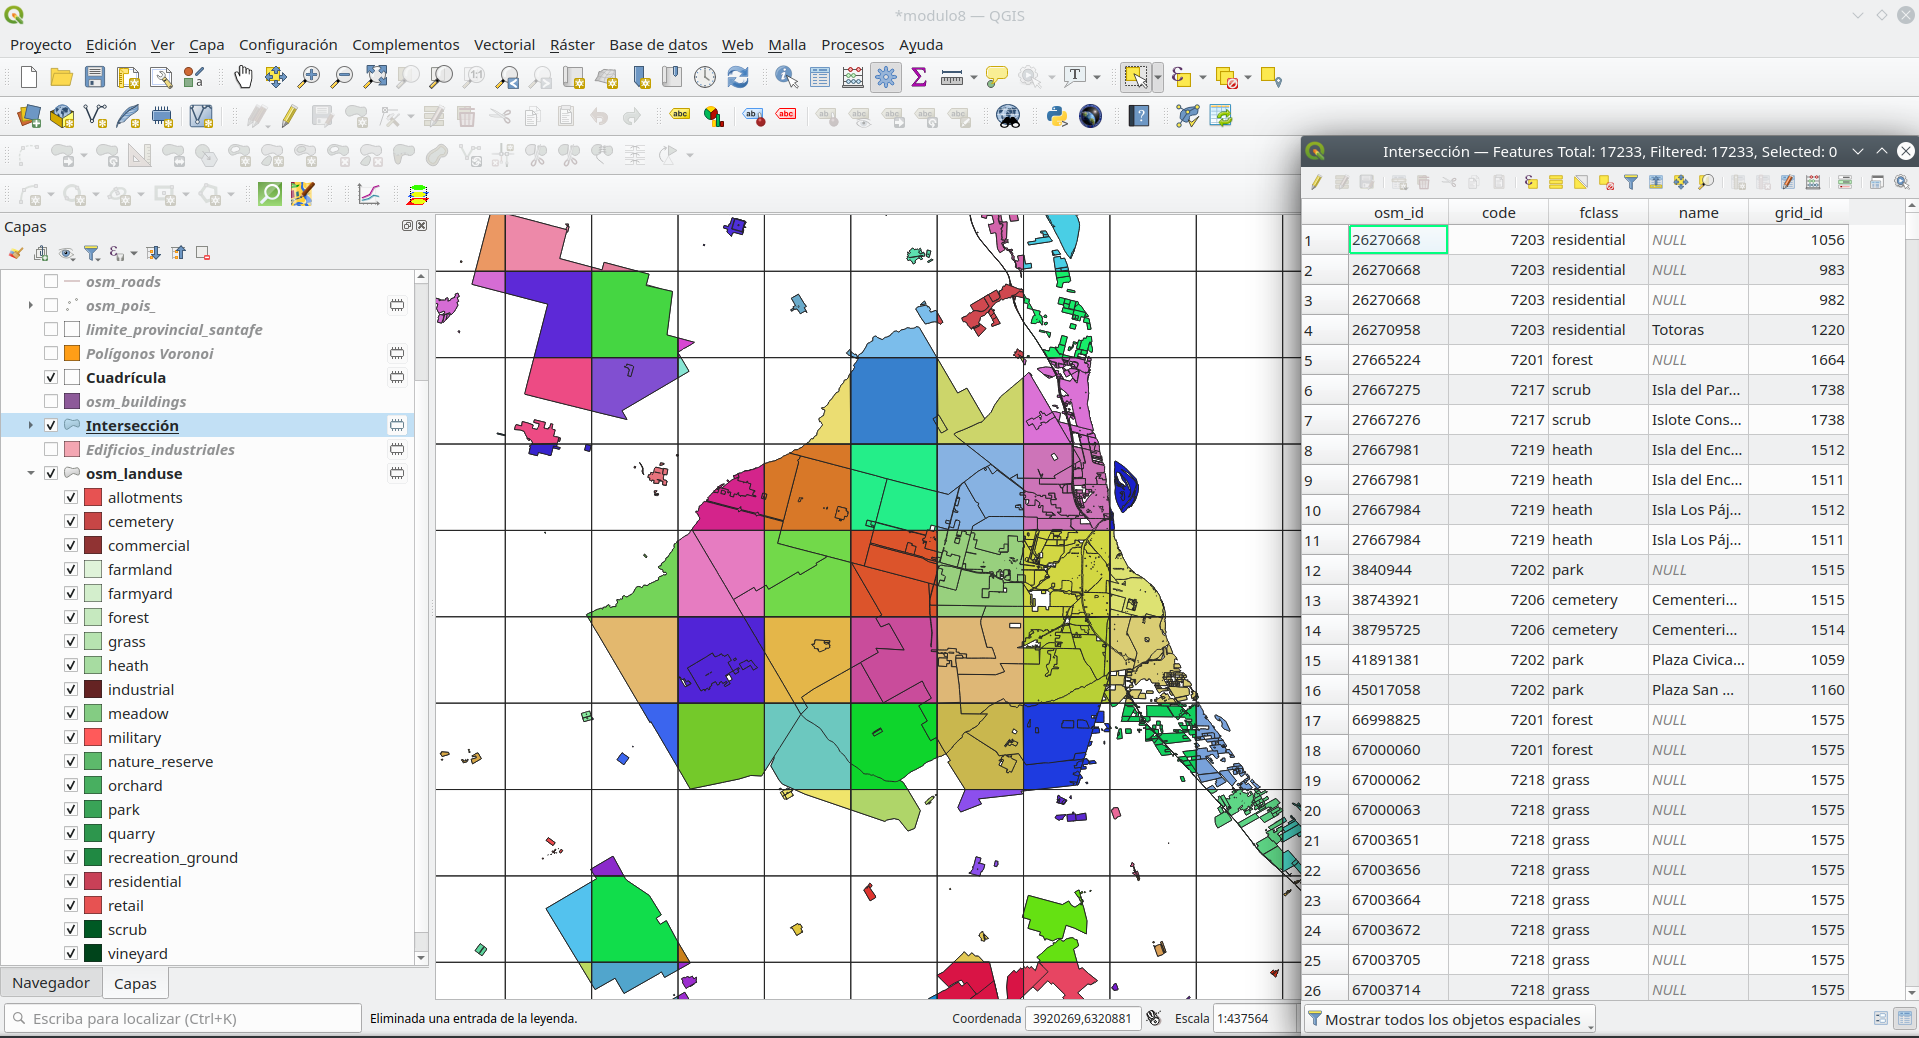 *modulo8 — QGIS
Proyecto Edición Ver Capa Configuración Complementos Vectorial Ráster Base de datos Web Malla Procesos Ayuda
Capas
osm_roads
osm_pois_
limite_provincial_santafe
Polígonos Voronoi
Cuadrícula
osm_buildings
Intersección
Edificios_industriales
osm_landuse
allotments
cemetery
commercial
farmland
farmyard
forest
grass
heath
industrial
meadow
military
nature_reserve
orchard
park
quarry
recreation_ground
residential
retail
scrub
vineyard
Navegador Capas
Escriba para localizar (Ctrl+K)
Eliminada una entrada de la leyenda.
Coordenada 3920269,6320881
Escala 1:437564
Intersección — Features Total: 17233, Filtered: 17233, Selected: 0
osm_id code fclass name grid_id
1 26270668 7203 residential NULL 1056
2 26270668 7203 residential NULL 983
3 26270668 7203 residential NULL 982
4 26270958 7203 residential Totoras 1220
5 27665224 7201 forest NULL 1664
6 27667275 7217 scrub Isla del Par... 1738
7 27667276 7217 scrub Islote Cons... 1738
8 27667981 7219 heath Isla del Enc... 1512
9 27667981 7219 heath Isla del Enc... 1511
10 27667984 7219 heath Isla Los Páj... 1512
11 27667984 7219 heath Isla Los Páj... 1511
12 3840944 7202 park NULL 1515
13 38743921 7206 cemetery Cementeri... 1515
14 38795725 7206 cemetery Cementeri... 1514
15 41891381 7202 park Plaza Civica... 1059
16 45017058 7202 park Plaza San ... 1160
17 66998825 7201 forest NULL 1575
18 67000060 7201 forest NULL 1575
19 67000062 7218 grass NULL 1575
20 67000063 7218 grass NULL 1575
21 67003651 7218 grass NULL 1575
22 67003656 7218 grass NULL 1575
23 67003664 7218 grass NULL 1575
24 67003672 7218 grass NULL 1575
25 67003705 7218 grass NULL 1575
26 67003714 7218 grass NULL 1575
Mostrar todos los objetos espaciales